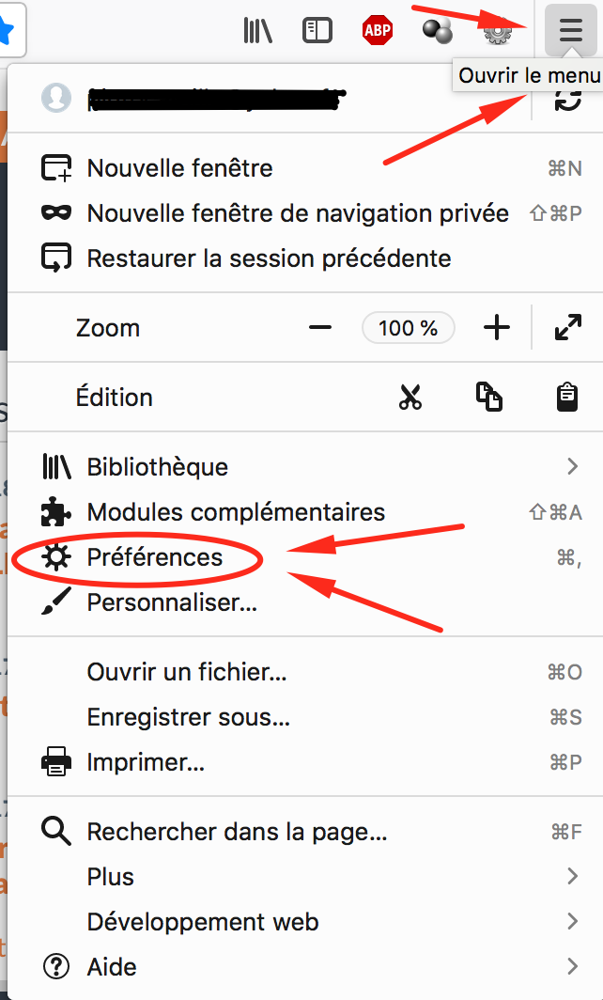 ABP
Ouvrir le menu
Nouvelle fenêtre ⌘N
Nouvelle fenêtre de navigation privée ⇧⌘P
Restaurer la session précédente
Zoom − 100 % +
Édition
Bibliothèque
Modules complémentaires ⇧⌘A
Préférences ⌘,
Personnaliser...
Ouvrir un fichier... ⌘O
Enregistrer sous... ⌘S
Imprimer... ⌘P
Rechercher dans la page... ⌘F
Plus
Développement web
Aide